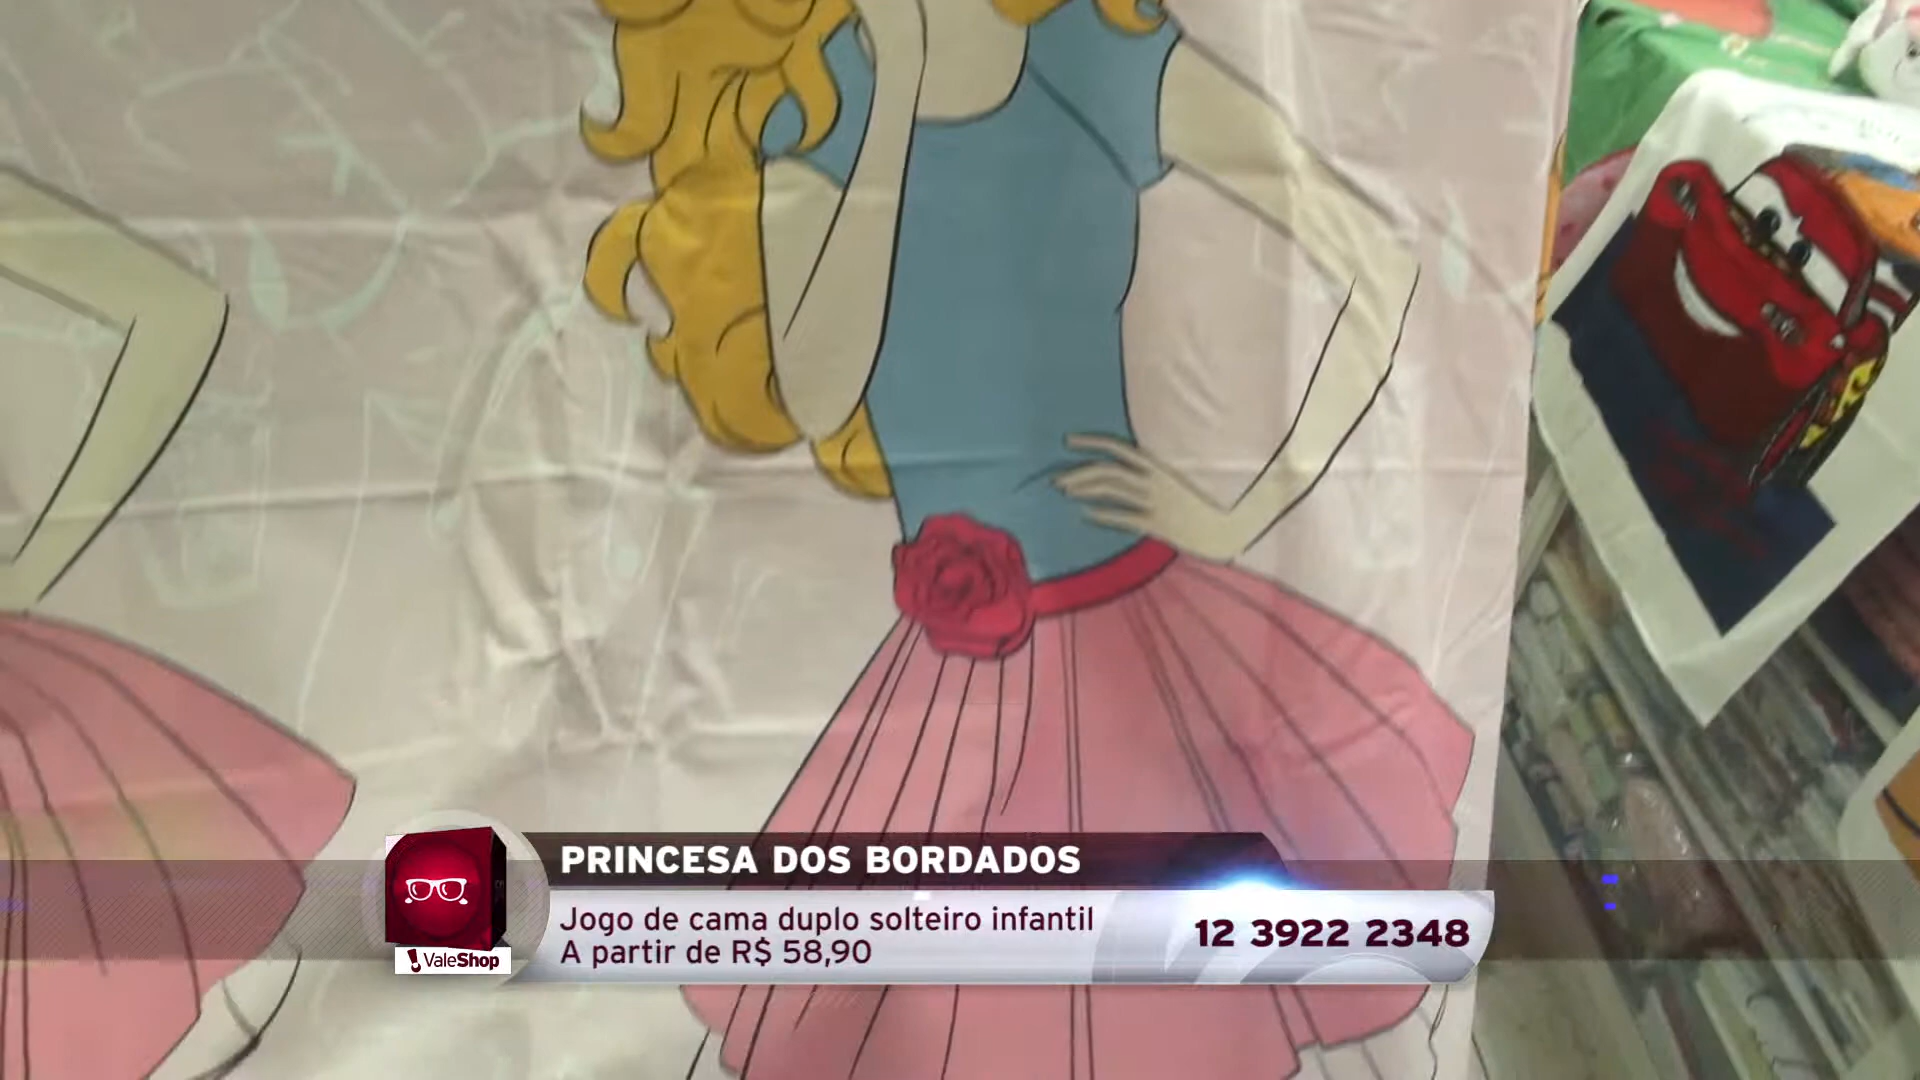 PRINCESA DOS BORDADOS
Jogo de cama duplo solteiro infantil
A partir de R$ 58,90
12 3922 2348
ValeShop